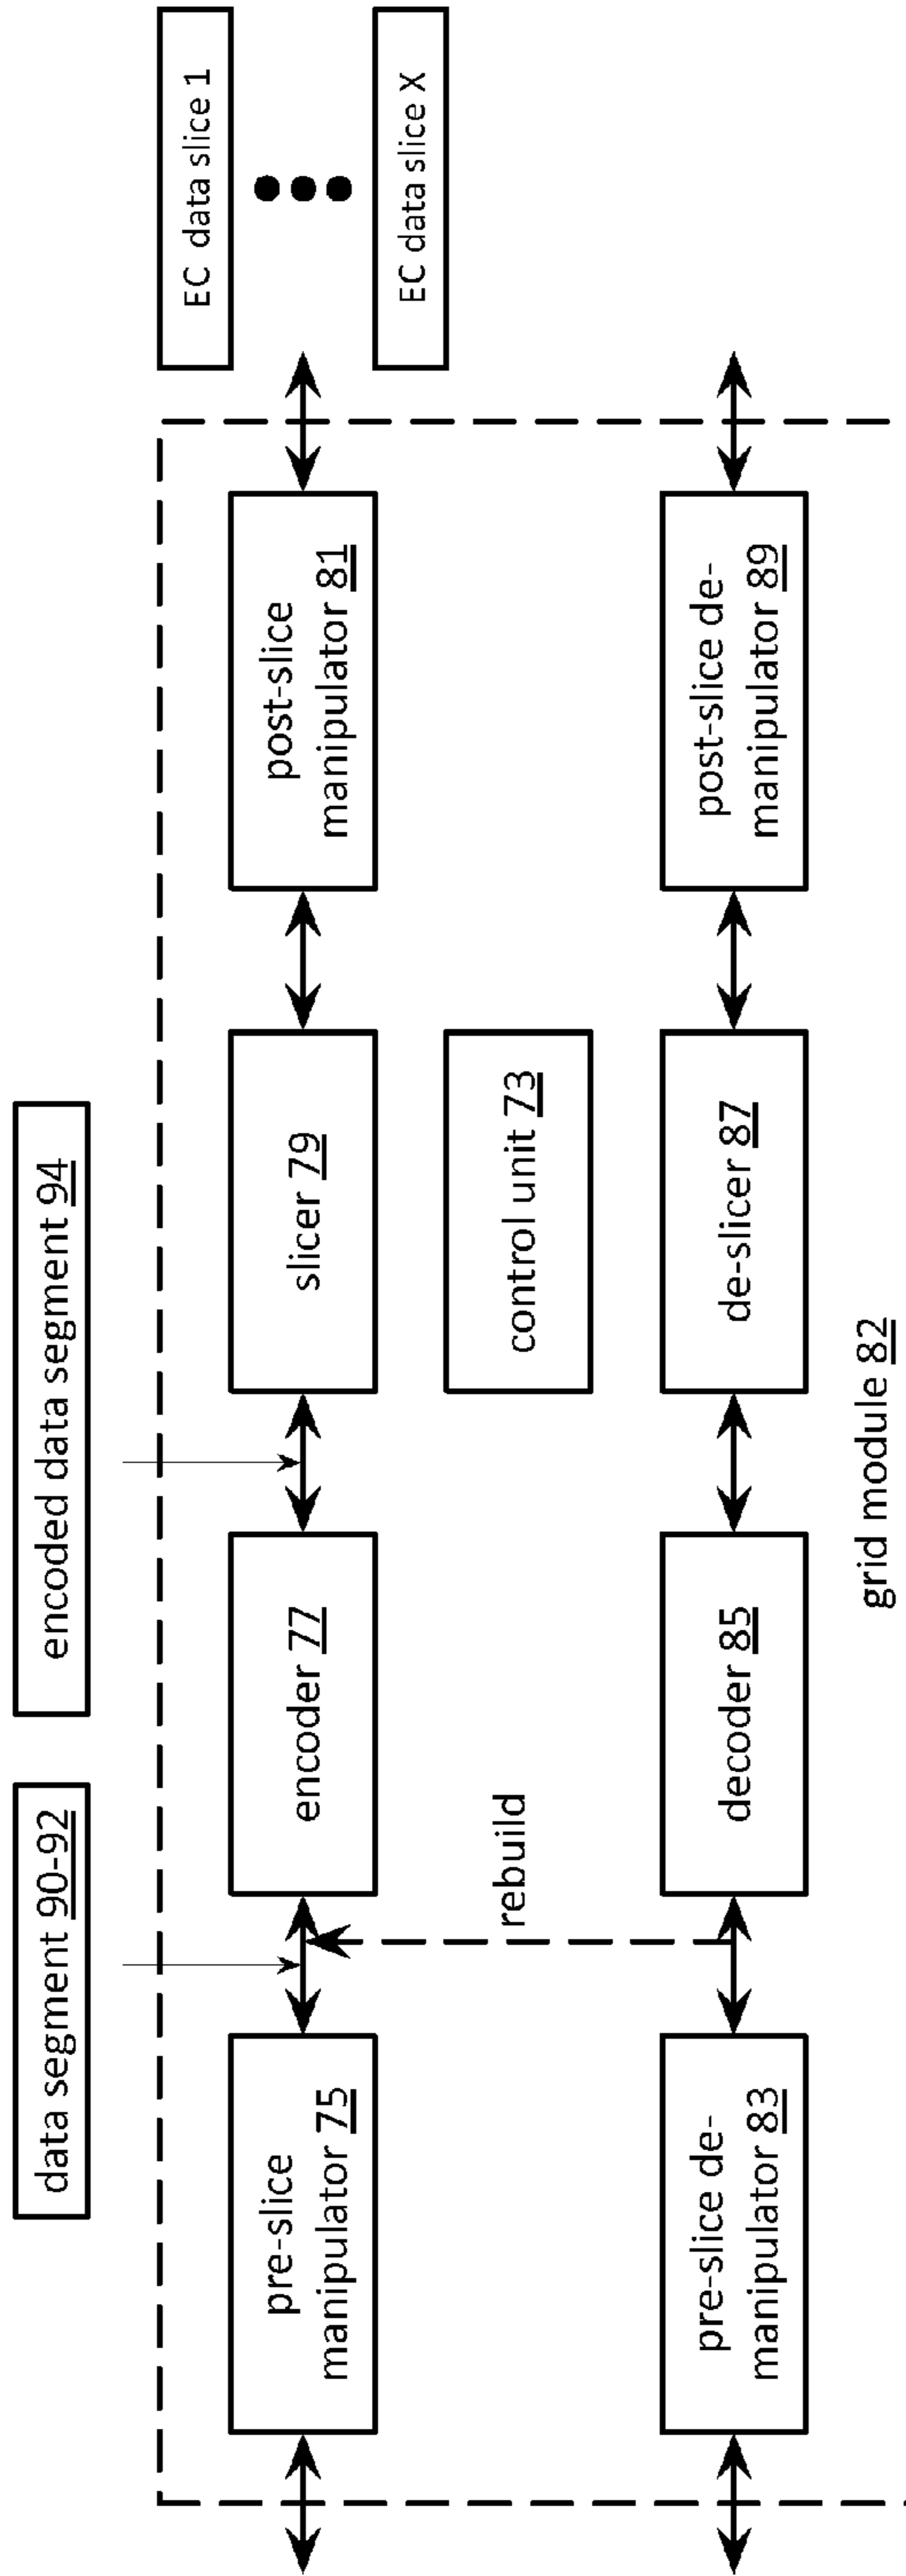 data segment 90-92
encoded data segment 94
EC data slice 1
EC data slice X
pre-slice
manipulator 75
encoder 77
slicer 79
post-slice
manipulator 81
rebuild
control unit 73
pre-slice de-
manipulator 83
decoder 85
de-slicer 87
post-slice de-
manipulator 89
grid module 82